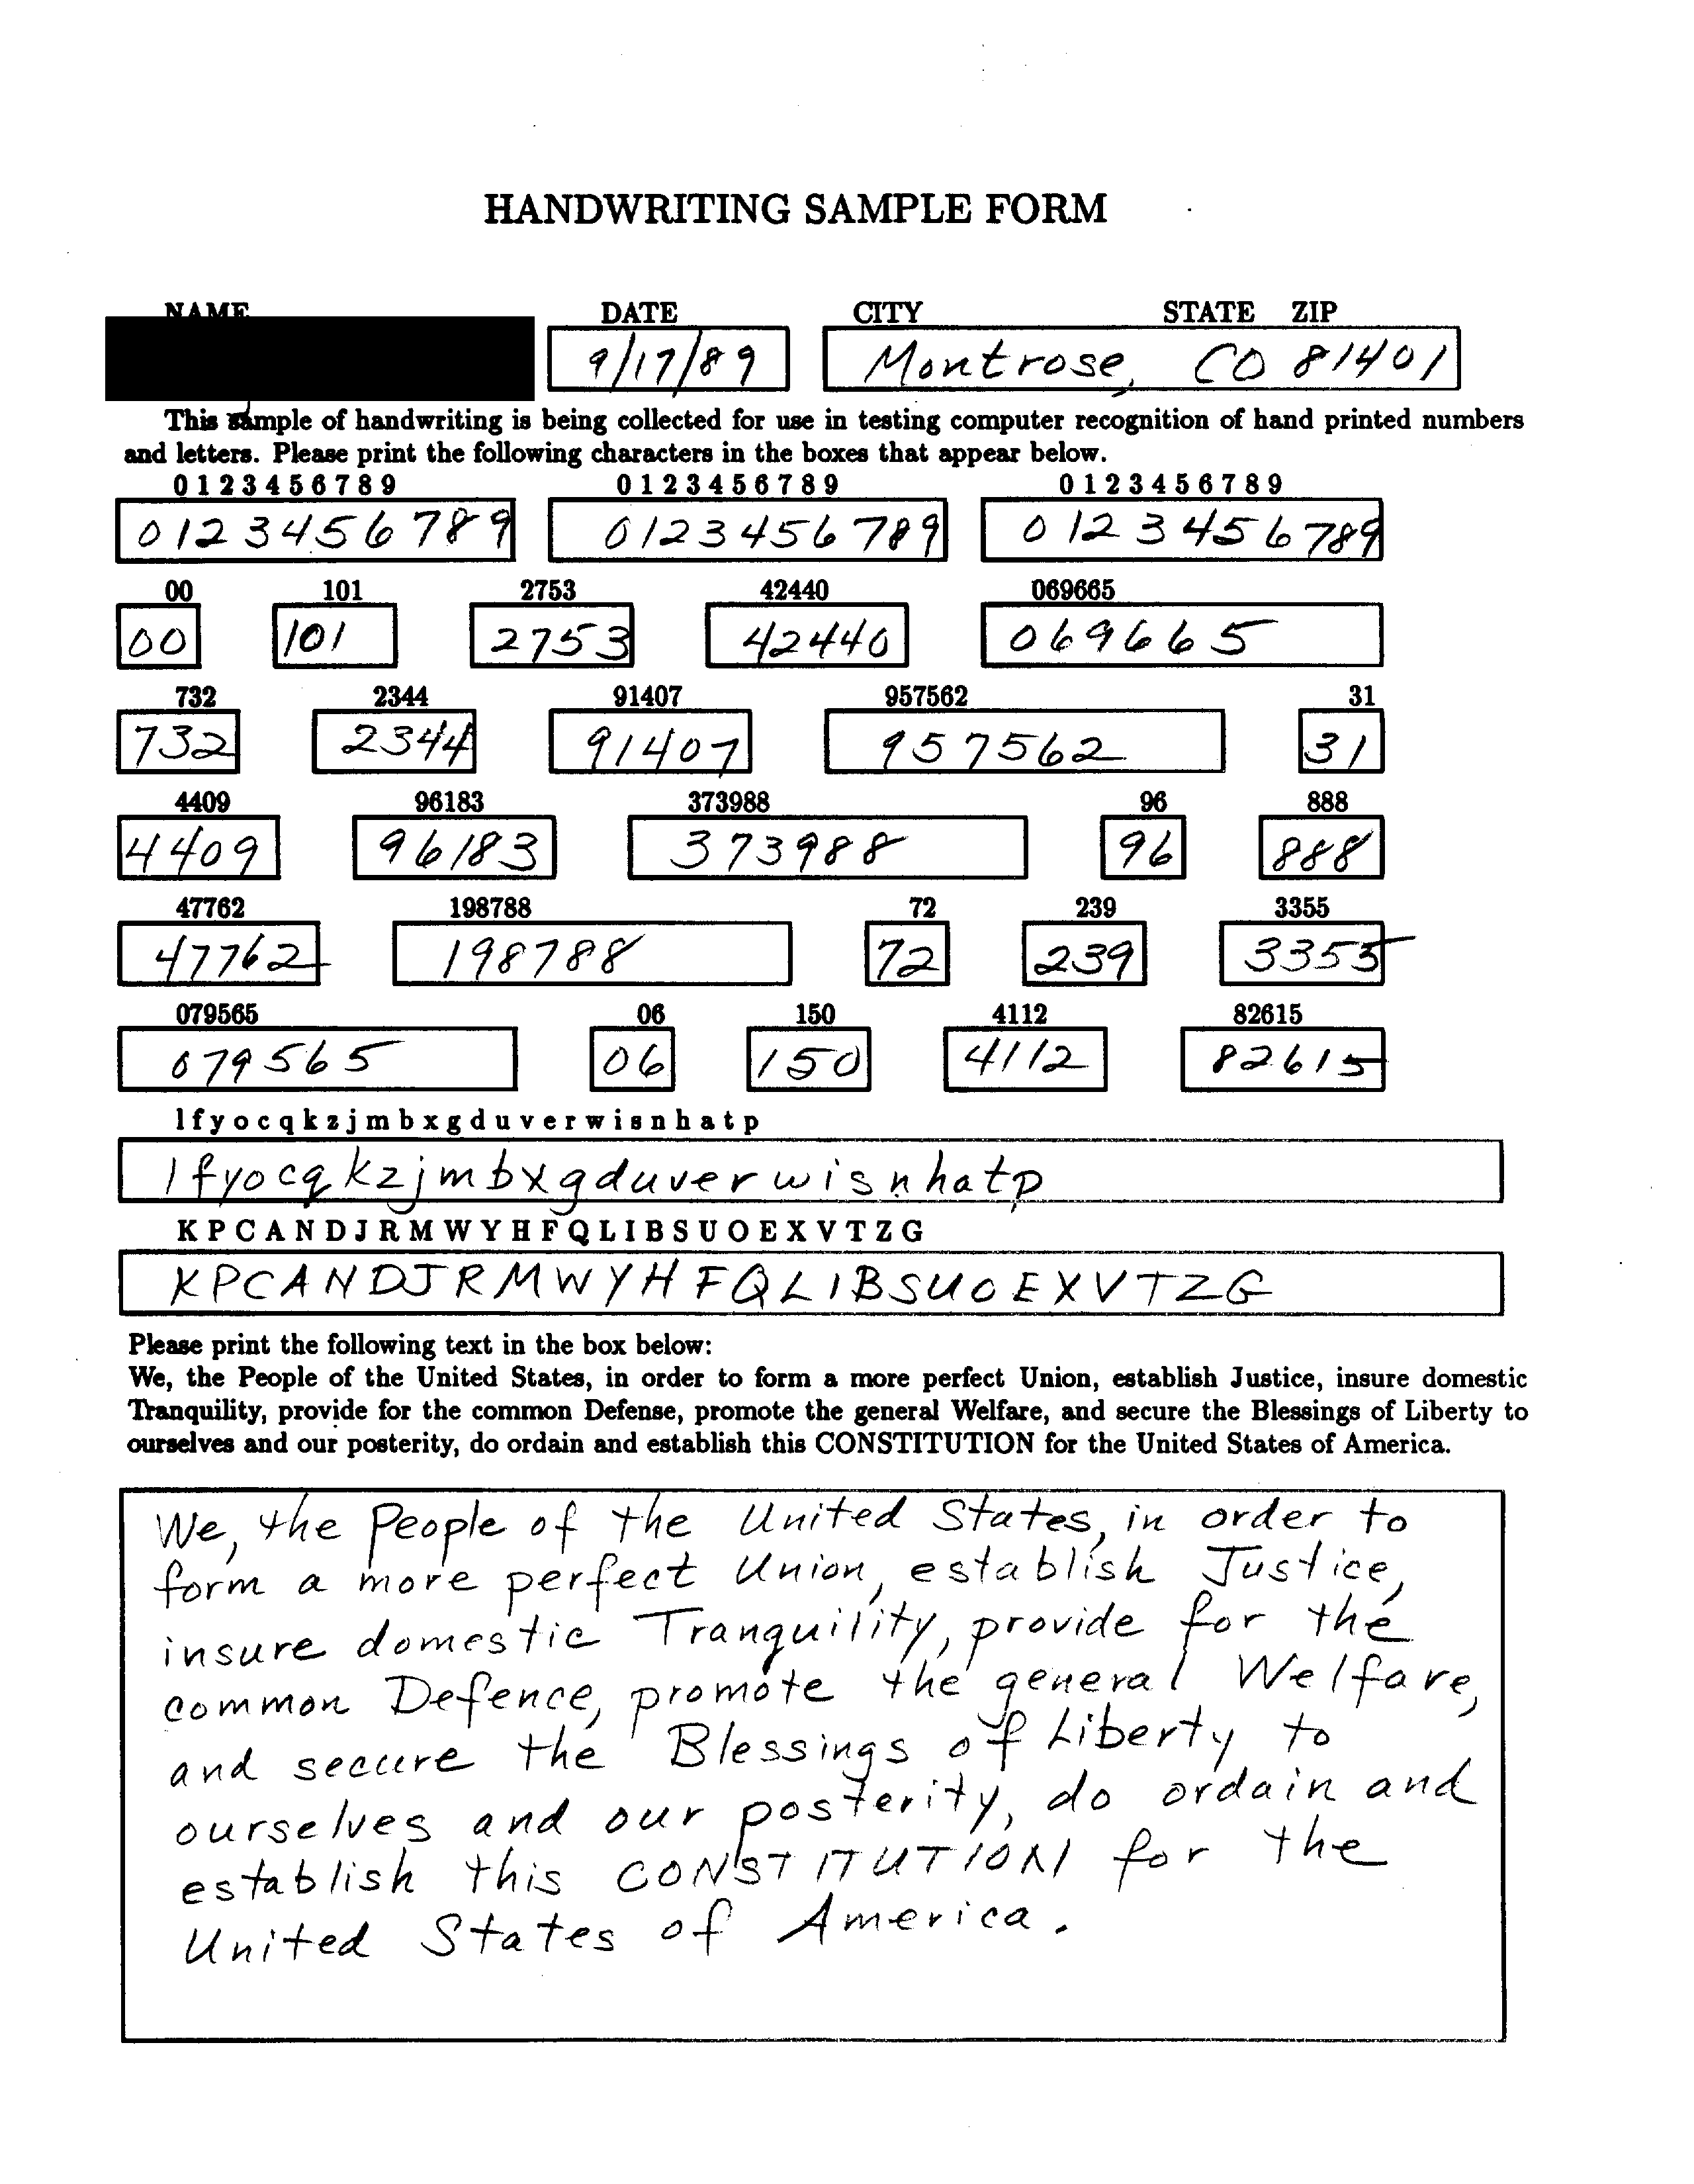 HANDWRITING SAMPLE FORM
NAME DATE CITY STATE ZIP
9/17/89 Montrose, CO 81401
This sample of handwriting is being collected for use in testing computer recognition of hand printed numbers
and letters. Please print the following characters in the boxes that appear below.
0 1 2 3 4 5 6 7 8 9 0 1 2 3 4 5 6 7 8 9 0 1 2 3 4 5 6 7 8 9
0123456789 0123456789 0123456789
00 101 2753 42440 069665
00 101 2753 42440 069665
732 2344 91407 957562 31
732 2344 91407 957562 31
4409 96183 373988 96 888
4409 96183 373988 96 888
47762 198788 72 239 3355
47762 198788 72 239 3355
079565 06 150 4112 82615
079565 06 150 4112 82615
l f y o c q k z j m b x g d u v e r w i s n h a t p
l f y o c q k z j m b x g d u v e r w i s n h a t p
K P C A N D J R M W Y H F Q L I B S U O E X V T Z G
K P C A N D J R M W Y H F Q L I B S U O E X V T Z G
Please print the following text in the box below:
We, the People of the United States, in order to form a more perfect Union, establish Justice, insure domestic
Tranquility, provide for the common Defense, promote the general Welfare, and secure the Blessings of Liberty to
ourselves and our posterity, do ordain and establish this CONSTITUTION for the United States of America.
We, the People of the United States, in order to
form a more perfect Union, establish Justice,
insure domestic Tranquility, provide for the
common Defence, promote the general Welfare,
and secure the Blessings of Liberty to
ourselves and our posterity, do ordain and
establish this CONSTITUTION for the
United States of America.